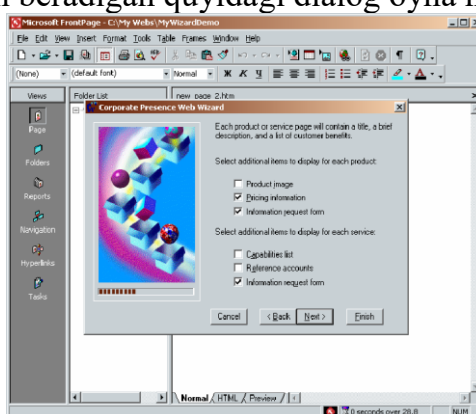 beradigan quyidagi dialog oyna
Microsoft FrontPage - C:\My Webs\MyWizardDemo
File Edit View Insert Format Tools Table Frames Window Help
(None) (default font) Normal Ж К Ч
Views Folder List new page 2.htm
Corporate Presence Web Wizard
Each product or service page will contain a title, a brief
description, and a list of customer benefits.
Select additional items to display for each product:
Product image
Pricing information
Information request form
Select additional items to display for each service:
Capabilities list
Reference accounts
Information request form
Cancel < Back Next > Finish
Page
Folders
Reports
Navigation
Hyperlinks
Tasks
Normal HTML Preview
0 seconds over 28.8 NUM